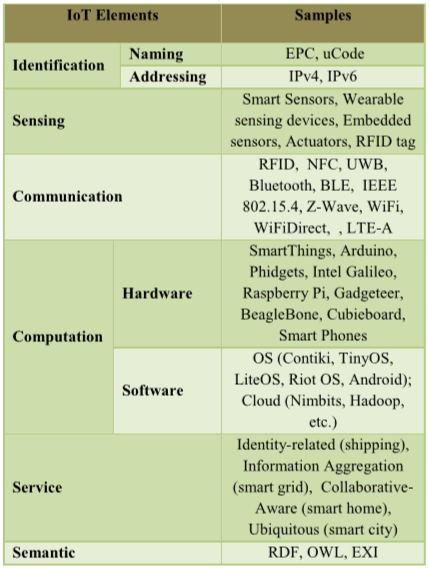 IoT Elements Samples
Identification Naming EPC, uCode
Addressing IPv4, IPv6
Sensing
Smart Sensors, Wearable
sensing devices, Embedded
sensors, Actuators, RFID tag
Communication
RFID, NFC, UWB,
Bluetooth, BLE, IEEE
802.15.4, Z-Wave, WiFi,
WiFiDirect, , LTE-A
Computation
Hardware
SmartThings, Arduino,
Phidgets, Intel Galileo,
Raspberry Pi, Gadgeteer,
BeagleBone, Cubieboard,
Smart Phones
Software
OS (Contiki, TinyOS,
LiteOS, Riot OS, Android);
Cloud (Nimbits, Hadoop,
etc.)
Service
Identity-related (shipping),
Information Aggregation
(smart grid), Collaborative-
Aware (smart home),
Ubiquitous (smart city)
Semantic RDF, OWL, EXI